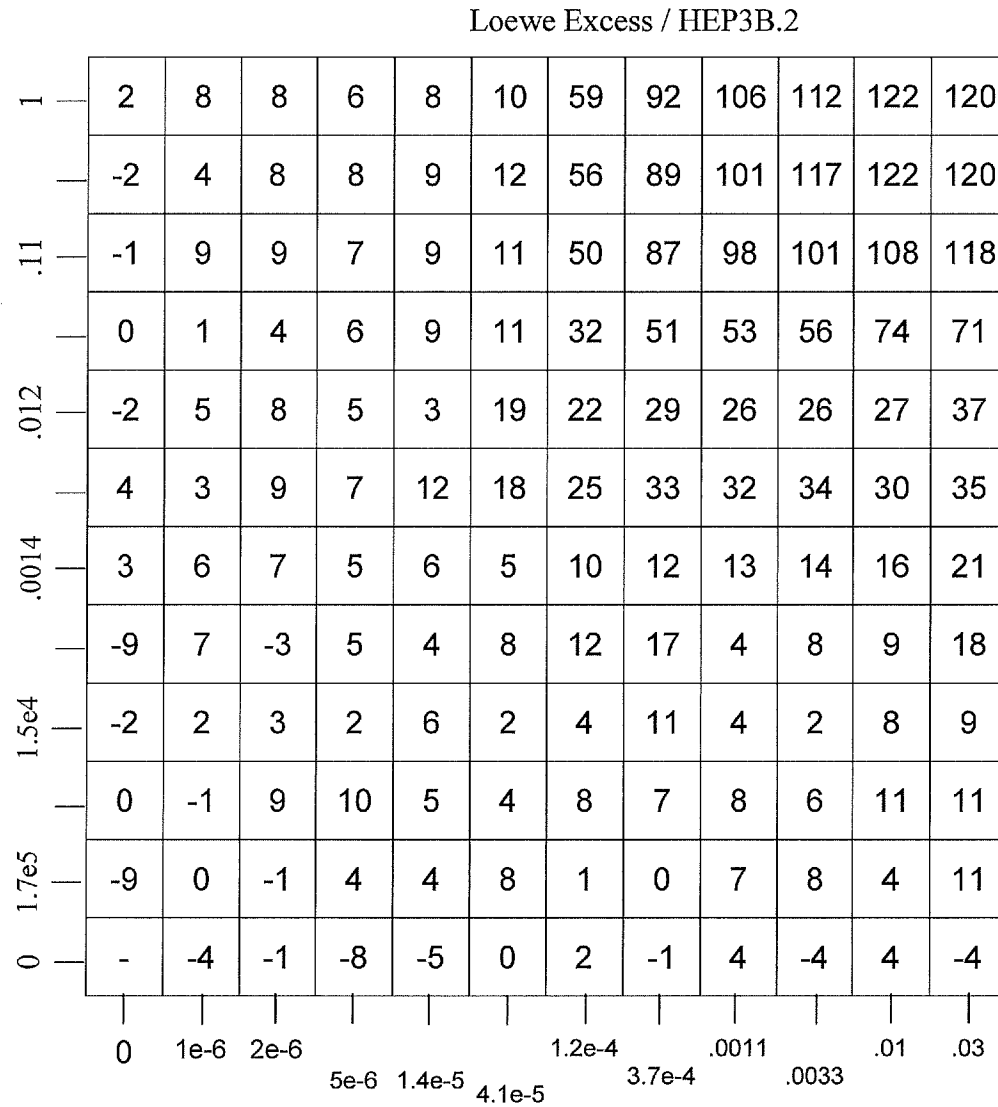 Loewe Excess / HEP3B.2
1 2 8 8 6 8 10 59 92 106 112 122 120
-2 4 8 8 9 12 56 89 101 117 122 120
.11 -1 9 9 7 9 11 50 87 98 101 108 118
0 1 4 6 9 11 32 51 53 56 74 71
.012 -2 5 8 5 3 19 22 29 26 26 27 37
4 3 9 7 12 18 25 33 32 34 30 35
.0014 3 6 7 5 6 5 10 12 13 14 16 21
-9 7 -3 5 4 8 12 17 4 8 9 18
1.5e4 -2 2 3 2 6 2 4 11 4 2 8 9
0 -1 9 10 5 4 8 7 8 6 11 11
1.7e5 -9 0 -1 4 4 8 1 0 7 8 4 11
0 - -4 -1 -8 -5 0 2 -1 4 -4 4 -4
0 1e-6 2e-6 1.2e-4 .0011 .01 .03
5e-6 1.4e-5 4.1e-5 3.7e-4 .0033